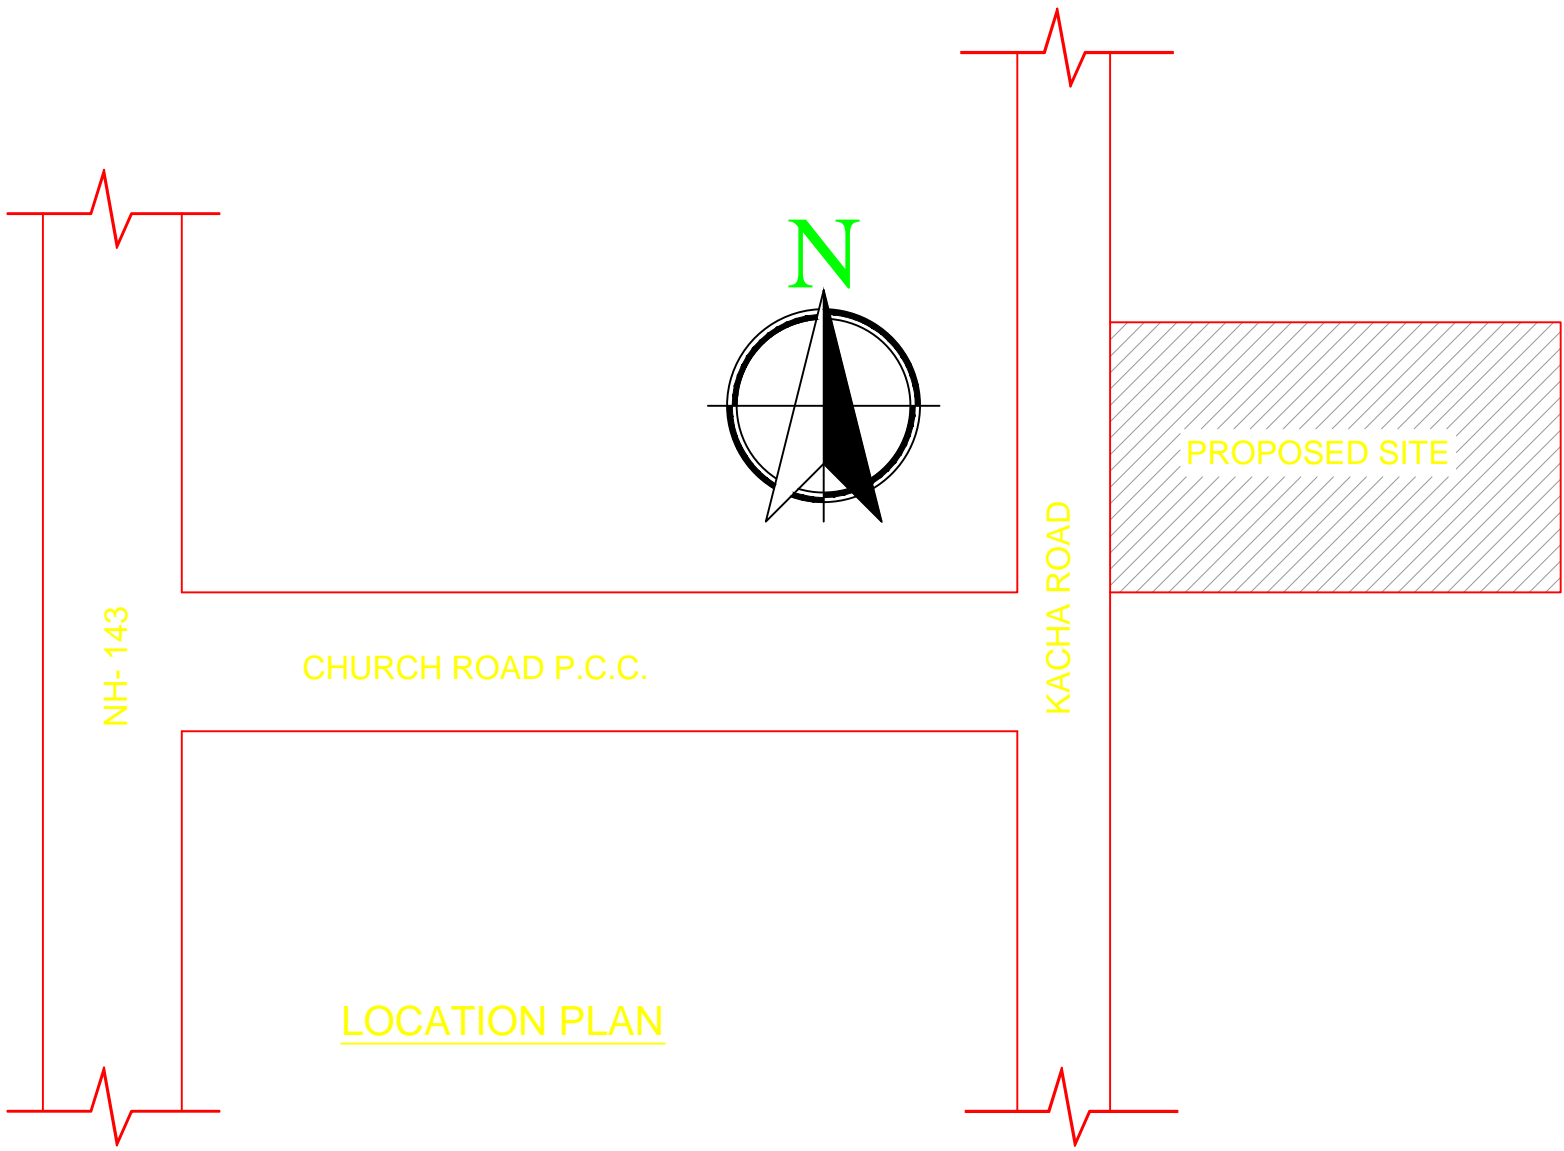 N
PROPOSED SITE
KACHA ROAD
NH- 143
CHURCH ROAD P.C.C.
LOCATION PLAN